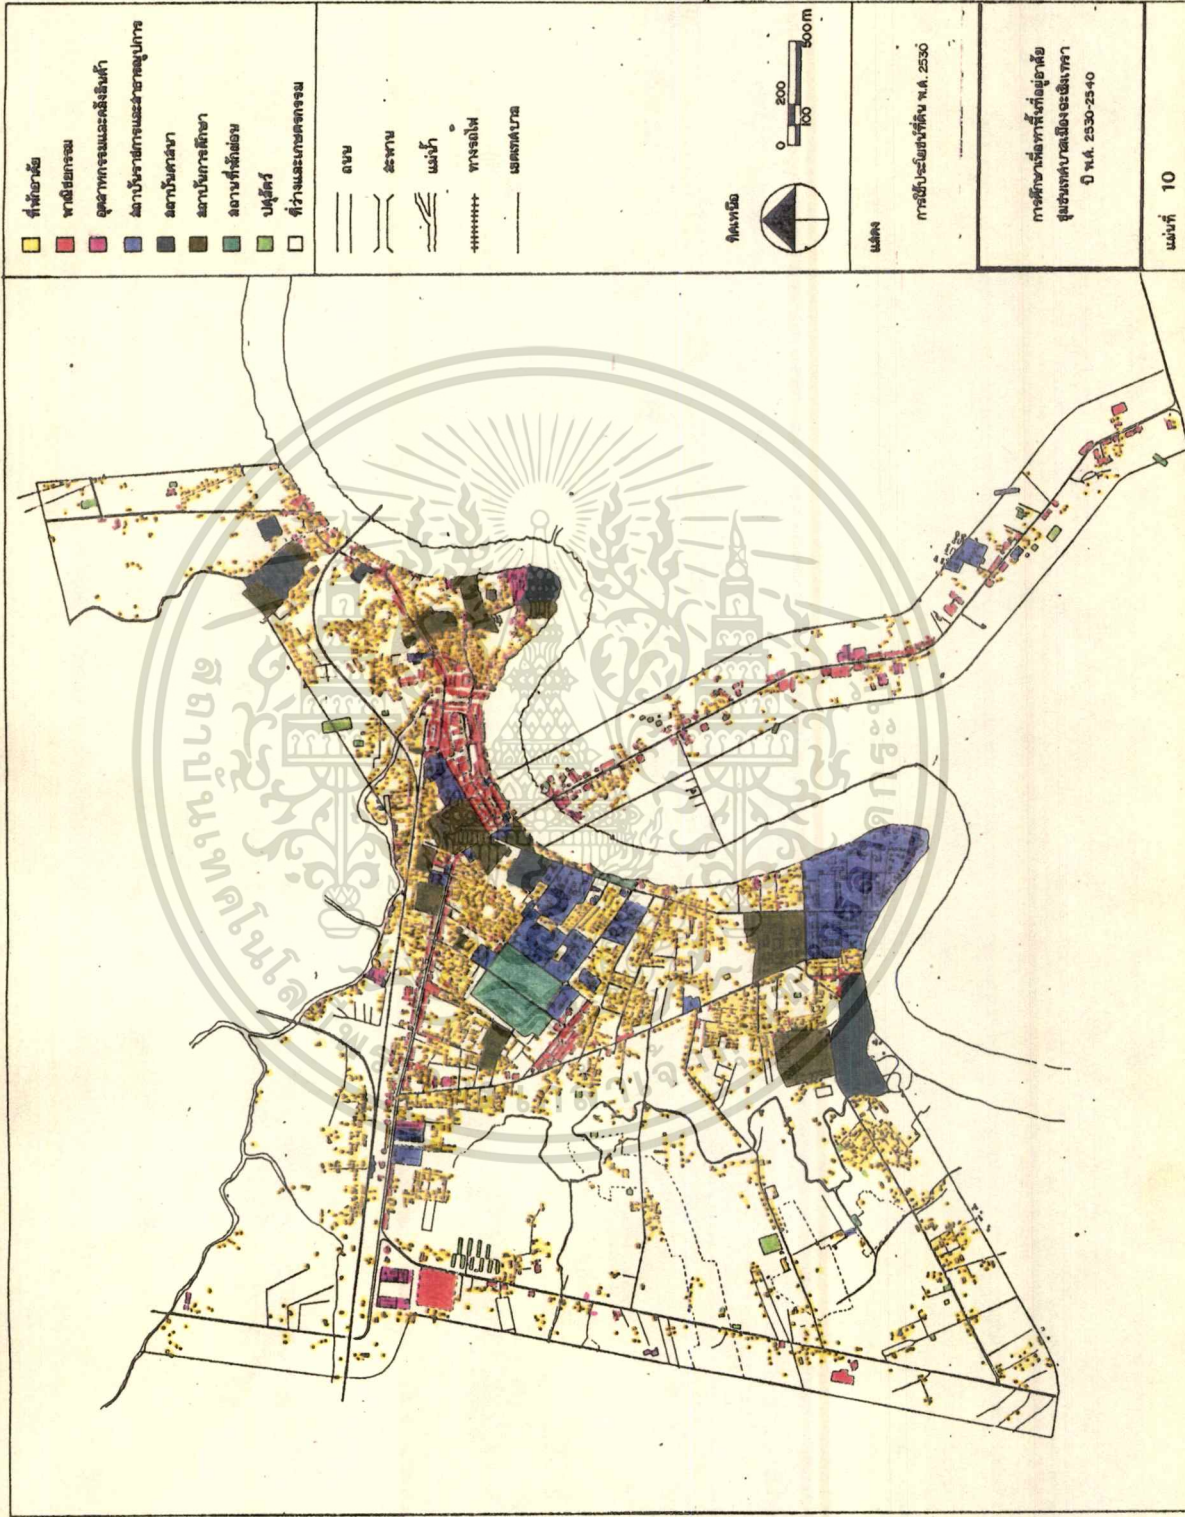 ที่พักอาศัย
พาณิชยกรรม
อุตสาหกรรมและคลังสินค้า
สถาบันราชการและสาธารณูปการ
สถาบันศาสนา
สถาบันการศึกษา
สถานที่พักผ่อน
ปศุสัตว์
ที่ว่างและเกษตรกรรม
ถนน
สะพาน
แม่น้ำ
ทางรถไฟ
เขตเทศบาล
ทิศเหนือ
0 200 500m
100
แสดง
การใช้ประโยชน์ที่ดิน พ.ศ. 2530
การศึกษาเพื่อหาพื้นที่อยู่อาศัย
ชุมชนเทศบาลเมืองฉะเชิงเทรา
ปี พ.ศ. 2530-2540
แผ่นที่ 10